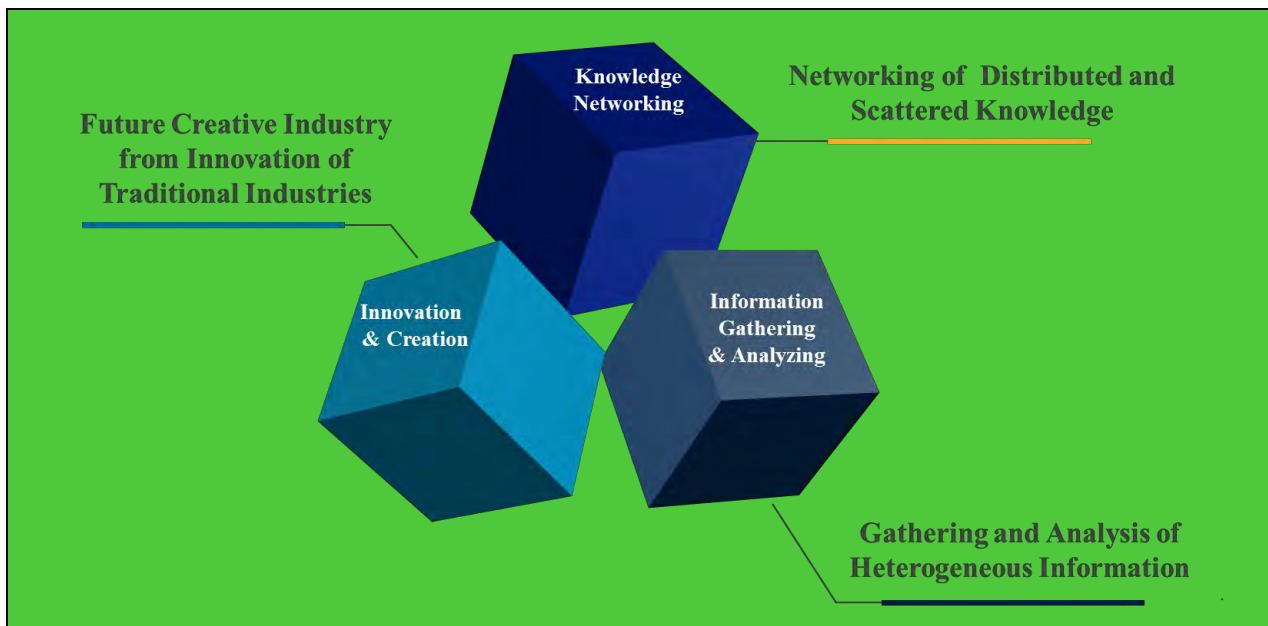 Knowledge
Networking
Networking of Distributed and
Scattered Knowledge
Future Creative Industry
from Innovation of
Traditional Industries
Innovation
& Creation
Information
Gathering
& Analyzing
Gathering and Analysis of
Heterogeneous Information